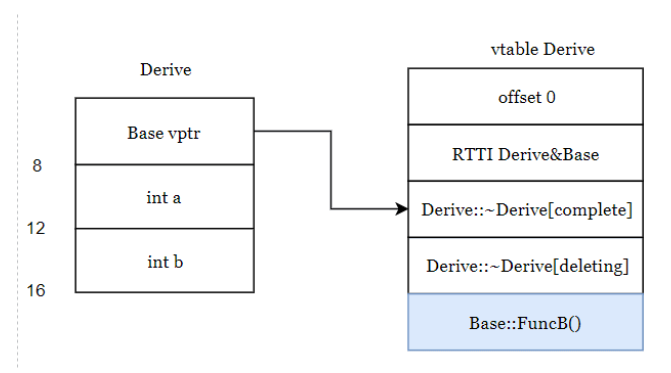 Derive
Base vptr
8
int a
12
int b
16
vtable Derive
offset 0
RTTI Derive&Base
Derive::~Derive[complete]
Derive::~Derive[deleting]
Base::FuncB()